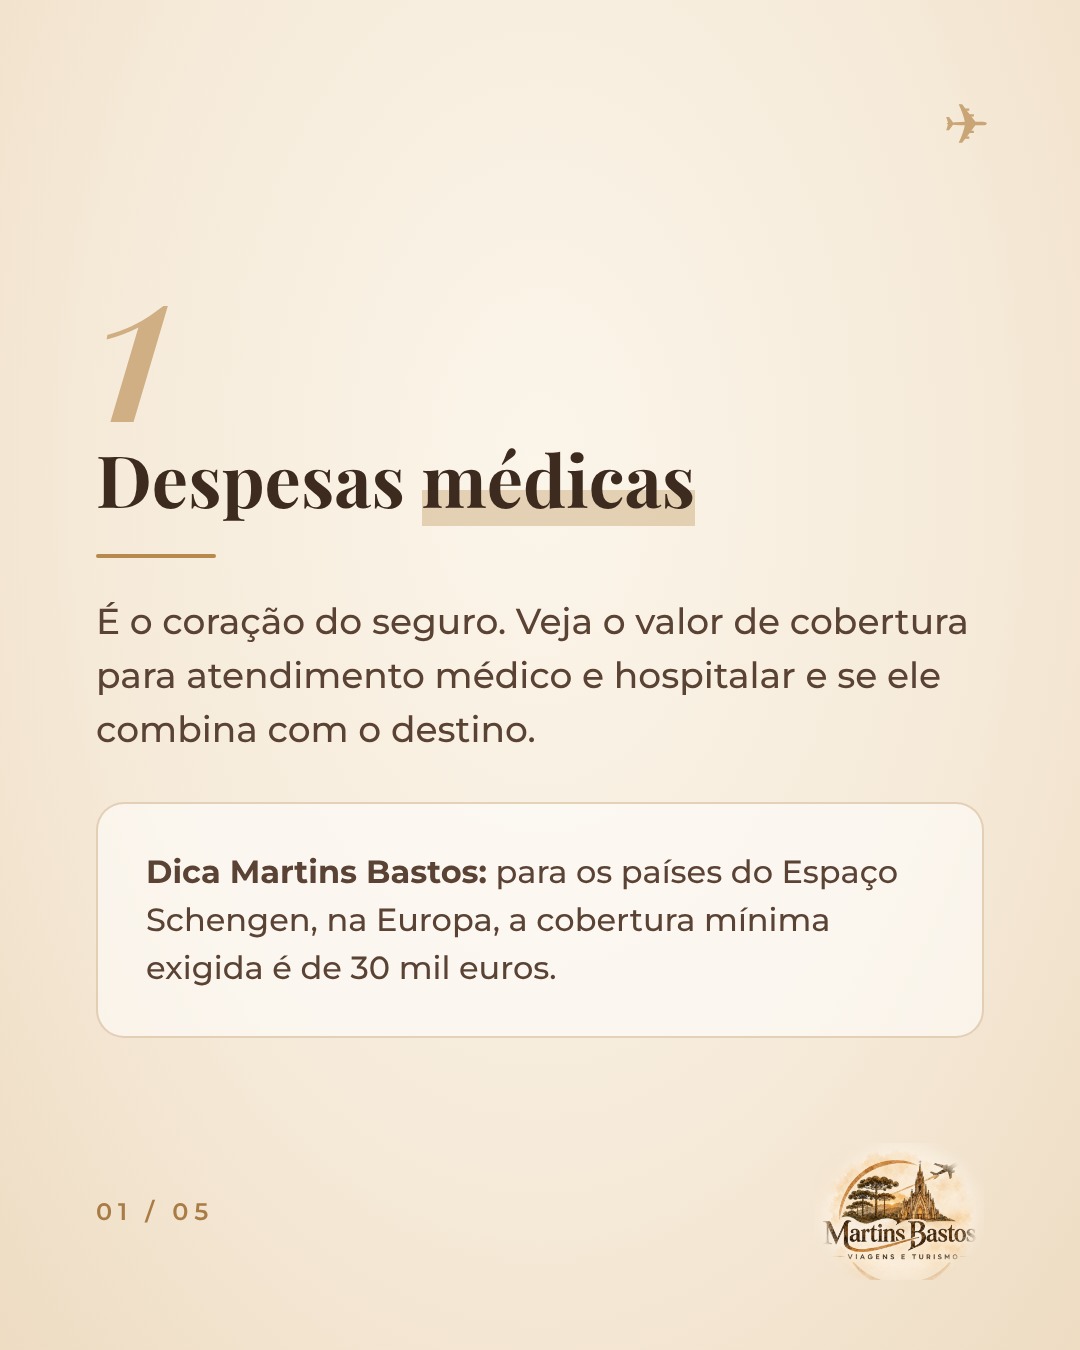 1
Despesas médicas
É o coração do seguro. Veja o valor de cobertura
para atendimento médico e hospitalar e se ele
combina com o destino.
Dica Martins Bastos: para os países do Espaço
Schengen, na Europa, a cobertura mínima
exigida é de 30 mil euros.
01 / 05
Martins Bastos
VIAGENS E TURISMO